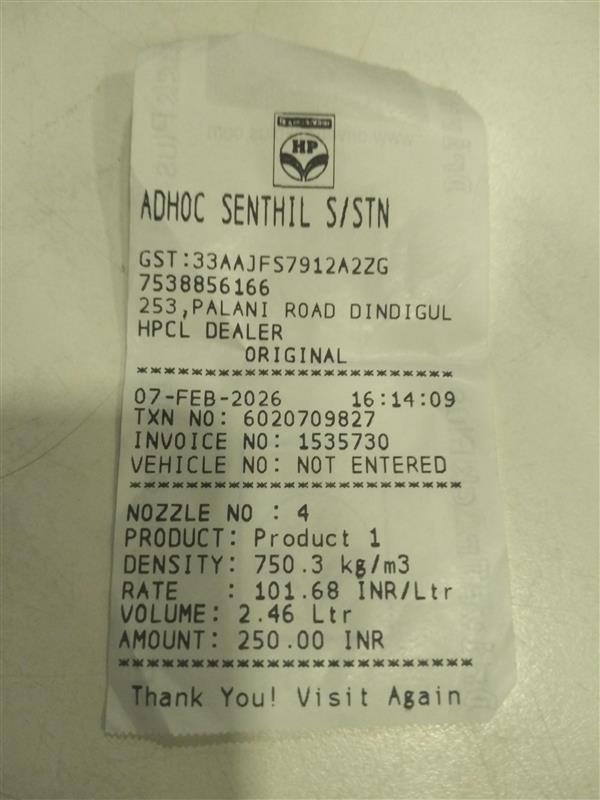 HP
ADHOC SENTHIL S/STN
GST:33AAJFS7912A2ZG
7538856166
253,PALANI ROAD DINDIGUL
HPCL DEALER
ORIGINAL
************************
07-FEB-2026 16:14:09
TXN NO: 6020709827
INVOICE NO: 1535730
VEHICLE NO: NOT ENTERED
************************
NOZZLE NO : 4
PRODUCT: Product 1
DENSITY: 750.3 kg/m3
RATE : 101.68 INR/Ltr
VOLUME: 2.46 Ltr
AMOUNT: 250.00 INR
************************
Thank You! Visit Again